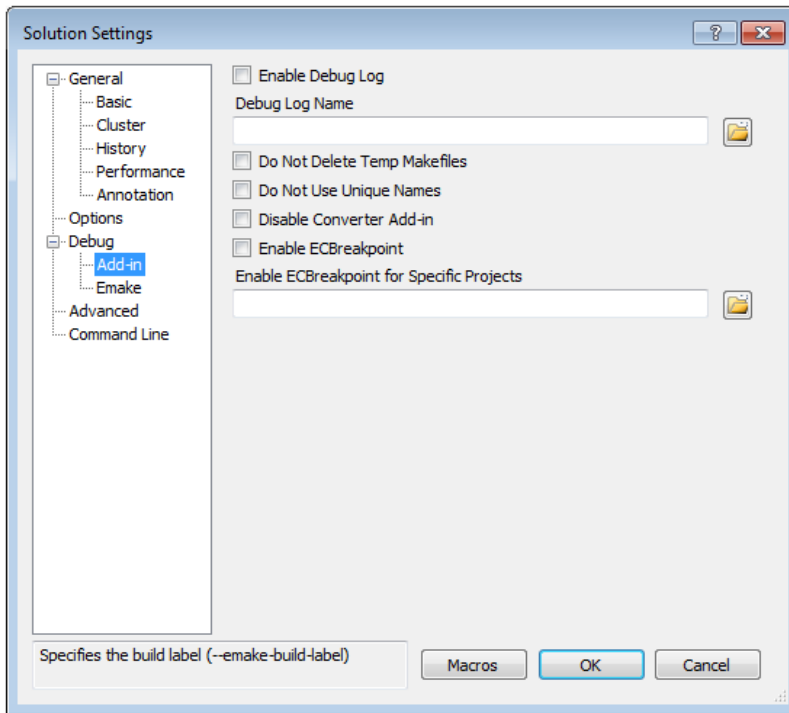 Solution Settings
General
Basic
Cluster
History
Performance
Annotation
Options
Debug
Add-in
Emake
Advanced
Command Line
Enable Debug Log
Debug Log Name
Do Not Delete Temp Makefiles
Do Not Use Unique Names
Disable Converter Add-in
Enable ECBreakpoint
Enable ECBreakpoint for Specific Projects
Specifies the build label (--emake-build-label)
Macros
OK
Cancel